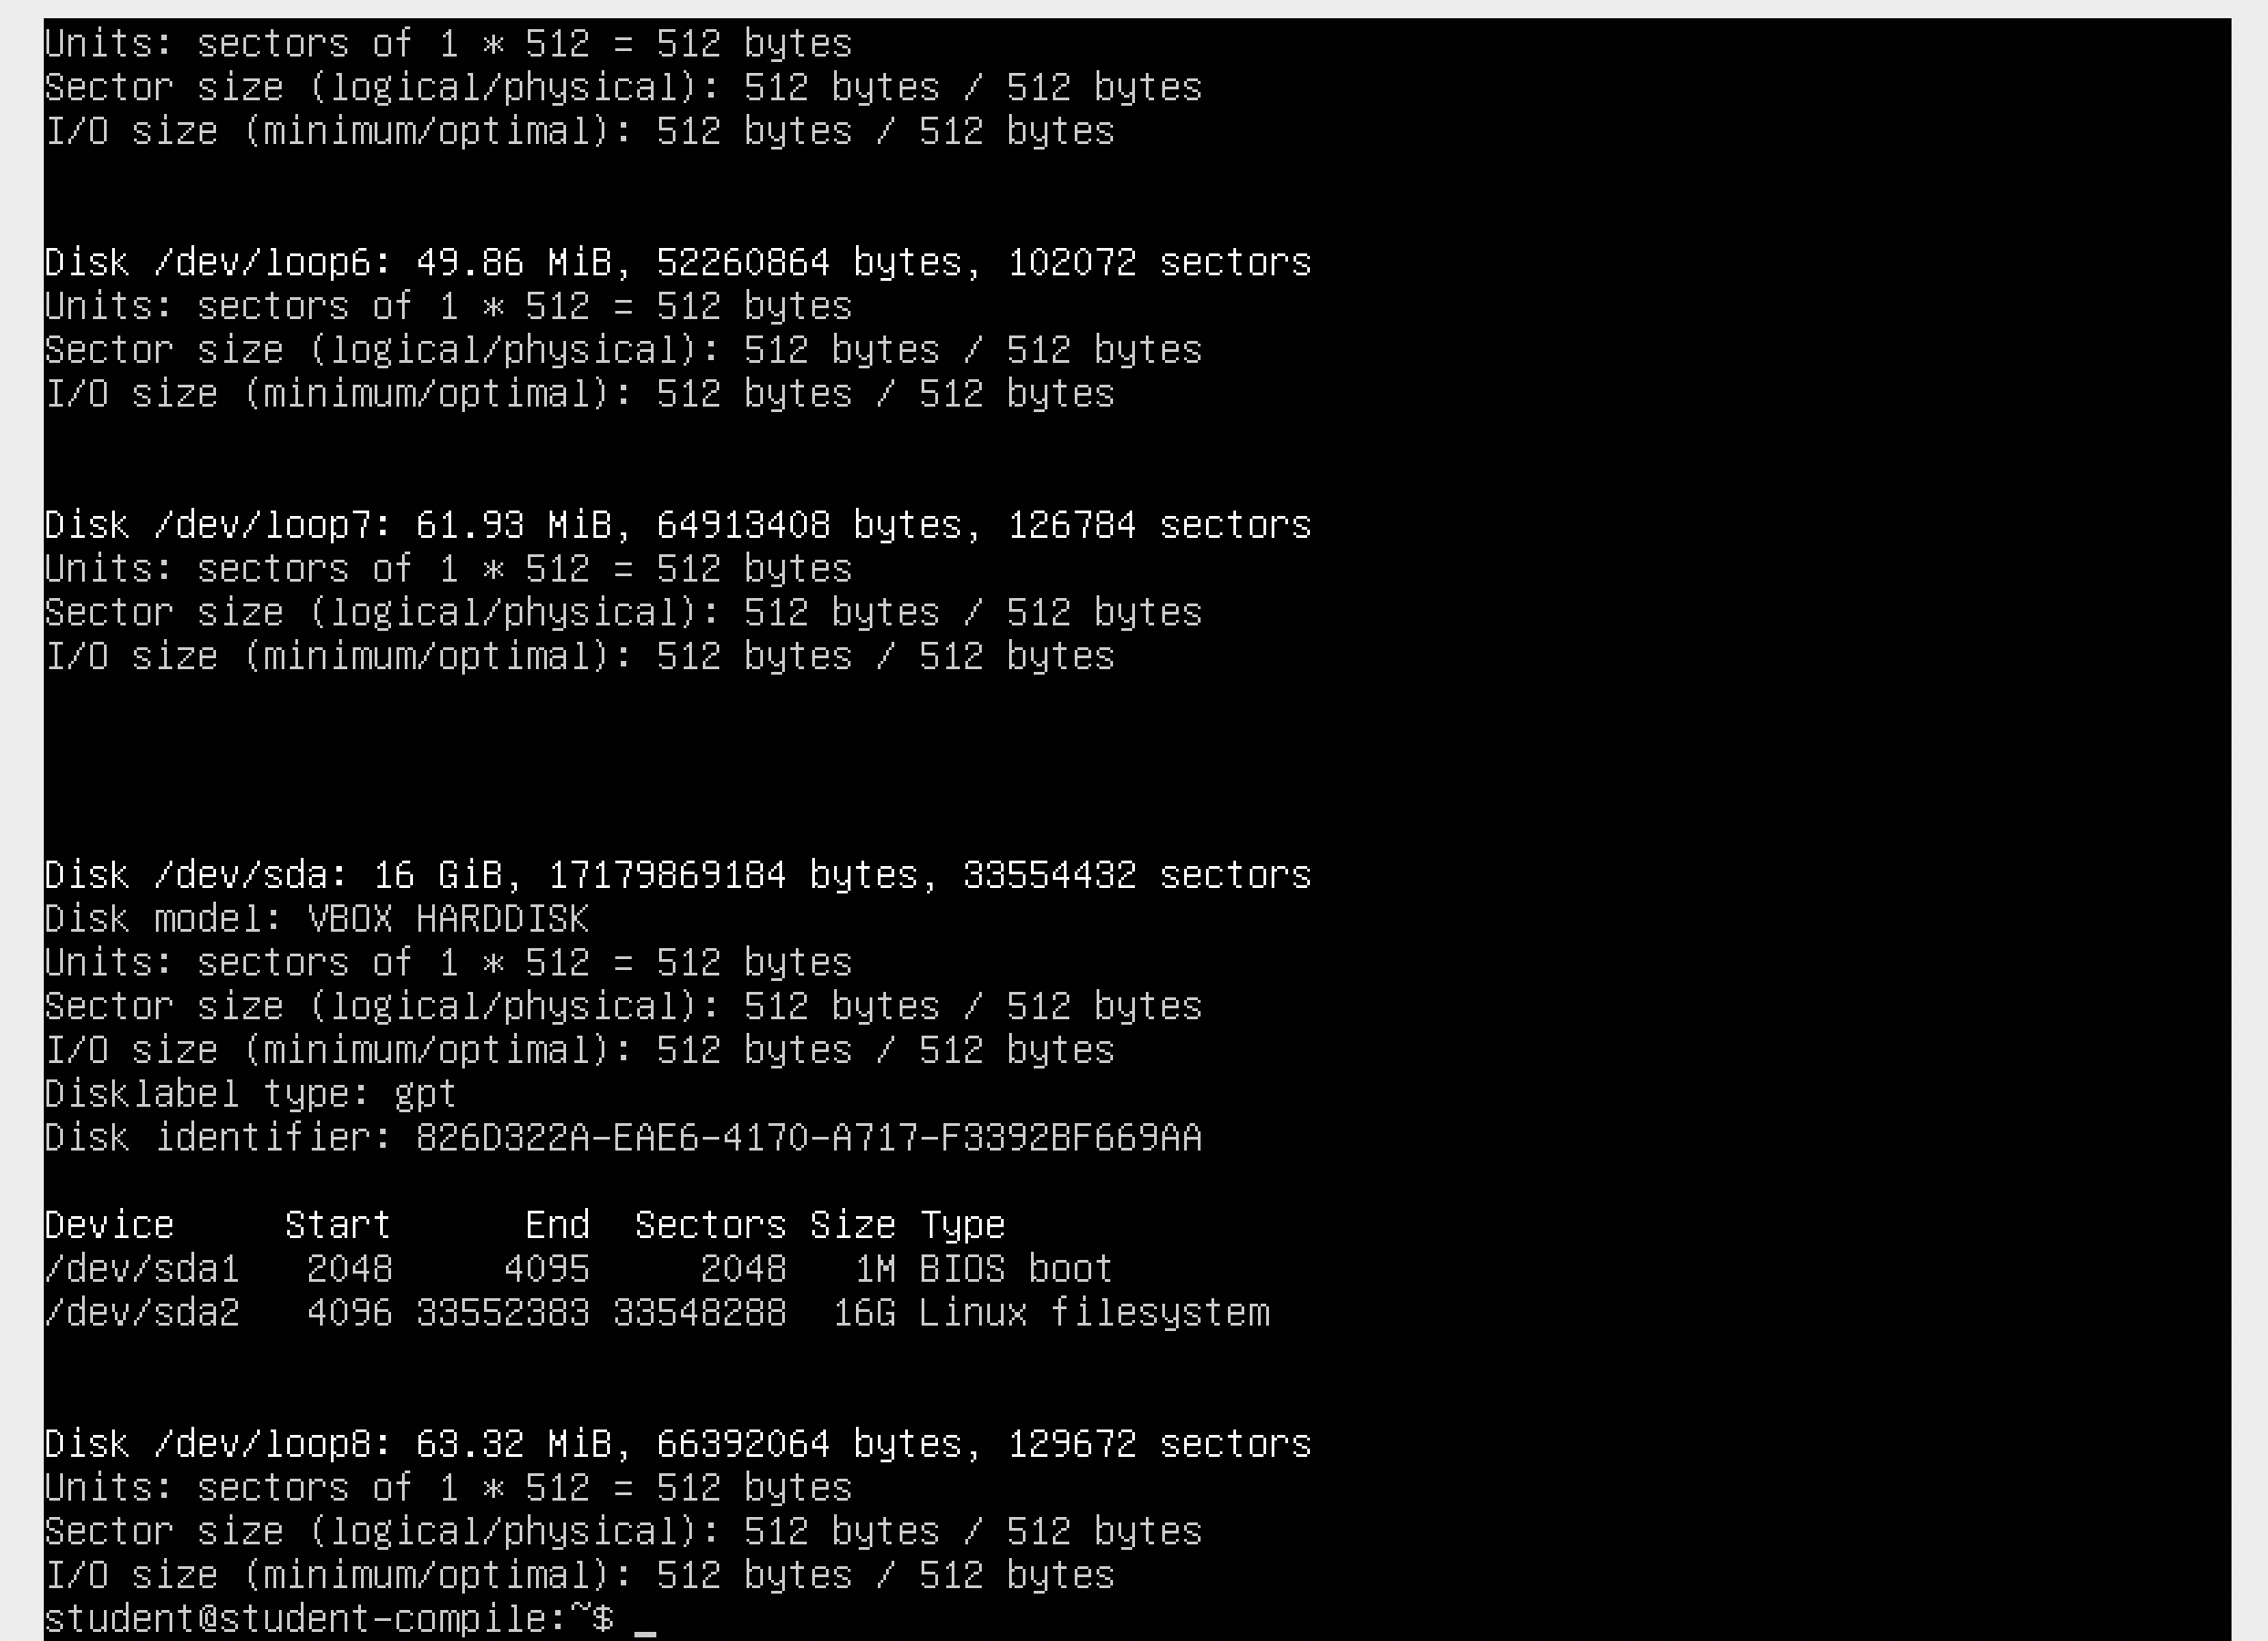 Units: sectors of 1 * 512 = 512 bytes
Sector size (logical/physical): 512 bytes / 512 bytes
I/O size (minimum/optimal): 512 bytes / 512 bytes
Disk /dev/loop6: 49.86 MiB, 52260864 bytes, 102072 sectors
Units: sectors of 1 * 512 = 512 bytes
Sector size (logical/physical): 512 bytes / 512 bytes
I/O size (minimum/optimal): 512 bytes / 512 bytes
Disk /dev/loop7: 61.93 MiB, 64913408 bytes, 126784 sectors
Units: sectors of 1 * 512 = 512 bytes
Sector size (logical/physical): 512 bytes / 512 bytes
I/O size (minimum/optimal): 512 bytes / 512 bytes
Disk /dev/sda: 16 GiB, 17179869184 bytes, 33554432 sectors
Disk model: VBOX HARDDISK
Units: sectors of 1 * 512 = 512 bytes
Sector size (logical/physical): 512 bytes / 512 bytes
I/O size (minimum/optimal): 512 bytes / 512 bytes
Disklabel type: gpt
Disk identifier: 826D322A-EAE6-4170-A717-F3392BF669AA
Device     Start      End  Sectors Size Type
/dev/sda1   2048     4095     2048   1M BIOS boot
/dev/sda2   4096 33552383 33548288  16G Linux filesystem
Disk /dev/loop8: 63.32 MiB, 66392064 bytes, 129672 sectors
Units: sectors of 1 * 512 = 512 bytes
Sector size (logical/physical): 512 bytes / 512 bytes
I/O size (minimum/optimal): 512 bytes / 512 bytes
student@student-compile:~$ _